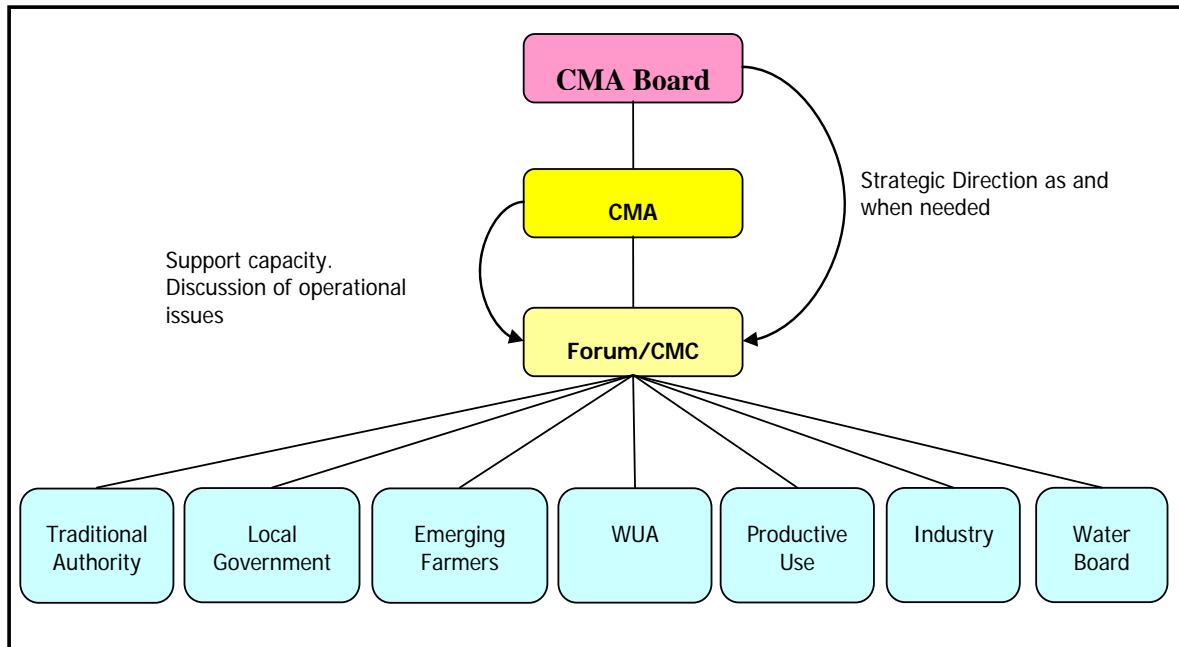 CMA Board
Strategic Direction as and
when needed
CMA
Support capacity.
Discussion of operational
issues
Forum/CMC
Traditional
Authority
Local
Government
Emerging
Farmers
WUA
Productive
Use
Industry
Water
Board